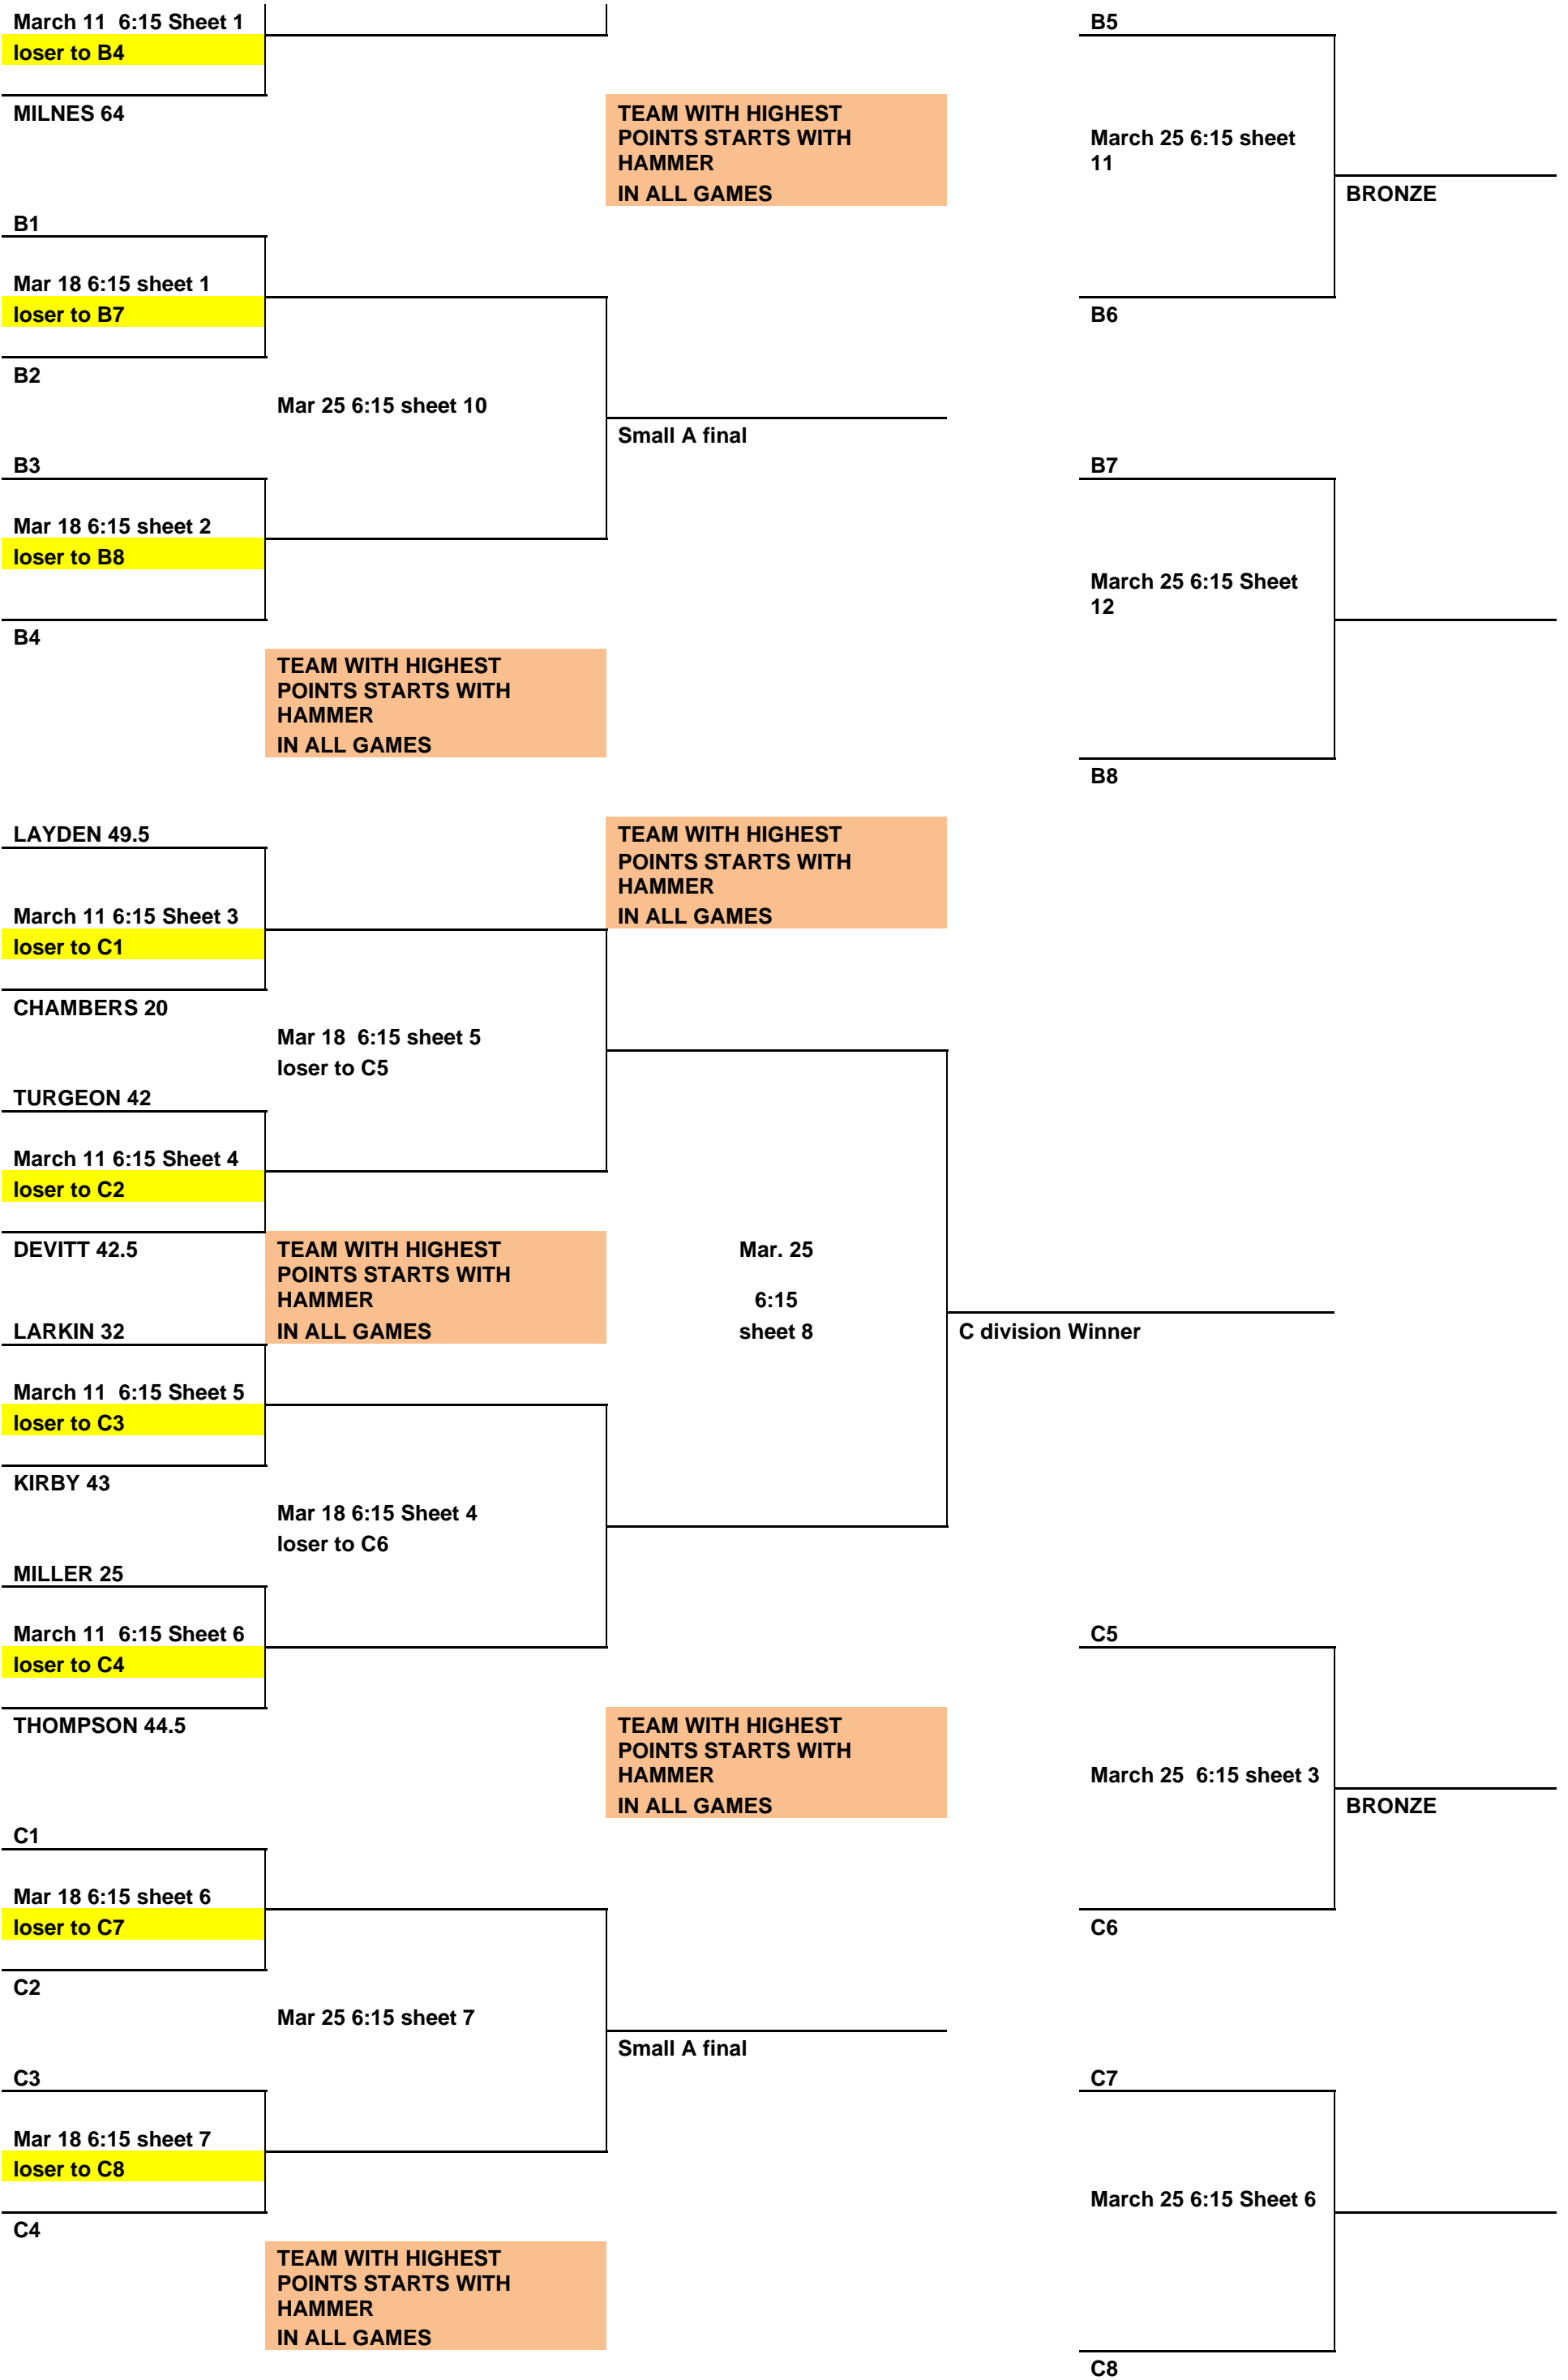 March 11  6:15 Sheet 1
loser to B4
MILNES 64
TEAM WITH HIGHEST
POINTS STARTS WITH
HAMMER
IN ALL GAMES
B5
March 25 6:15 sheet
11
BRONZE
B6
B1
Mar 18 6:15 sheet 1
loser to B7
B2
Mar 25 6:15 sheet 10
Small A final
B3
Mar 18 6:15 sheet 2
loser to B8
B4
B7
March 25 6:15 Sheet
12
B8
TEAM WITH HIGHEST
POINTS STARTS WITH
HAMMER
IN ALL GAMES
LAYDEN 49.5
March 11 6:15 Sheet 3
loser to C1
CHAMBERS 20
TEAM WITH HIGHEST
POINTS STARTS WITH
HAMMER
IN ALL GAMES
Mar 18  6:15 sheet 5
loser to C5
TURGEON 42
March 11 6:15 Sheet 4
loser to C2
DEVITT 42.5
TEAM WITH HIGHEST
POINTS STARTS WITH
HAMMER
IN ALL GAMES
Mar. 25
6:15
sheet 8
C division Winner
LARKIN 32
March 11  6:15 Sheet 5
loser to C3
KIRBY 43
Mar 18 6:15 Sheet 4
loser to C6
MILLER 25
March 11  6:15 Sheet 6
loser to C4
THOMPSON 44.5
TEAM WITH HIGHEST
POINTS STARTS WITH
HAMMER
IN ALL GAMES
C5
March 25  6:15 sheet 3
BRONZE
C6
C1
Mar 18 6:15 sheet 6
loser to C7
C2
Mar 25 6:15 sheet 7
Small A final
C3
Mar 18 6:15 sheet 7
loser to C8
C4
C7
March 25 6:15 Sheet 6
C8
TEAM WITH HIGHEST
POINTS STARTS WITH
HAMMER
IN ALL GAMES